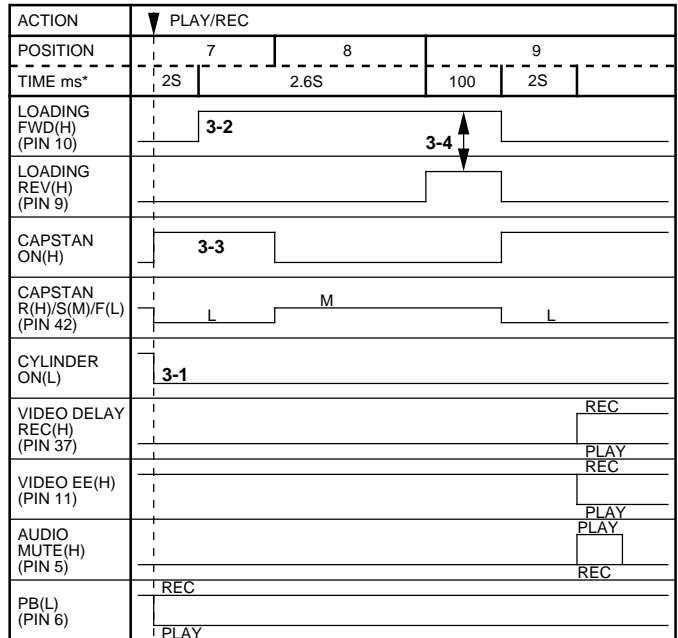 ACTION PLAY/REC
POSITION 7 8 9
TIME ms* 2S 2.6S 100 2S
LOADING
FWD(H)
(PIN 10)
3-2
3-4
LOADING
REV(H)
(PIN 9)
CAPSTAN
ON(H)
3-3
CAPSTAN
R(H)/S(M)/F(L)
(PIN 42)
L M L
CYLINDER
ON(L)
3-1
VIDEO DELAY
REC(H)
(PIN 37)
REC
PLAY
VIDEO EE(H)
(PIN 11)
REC
PLAY
AUDIO
MUTE(H)
(PIN 5)
PLAY
REC
PB(L)
(PIN 6)
REC
PLAY